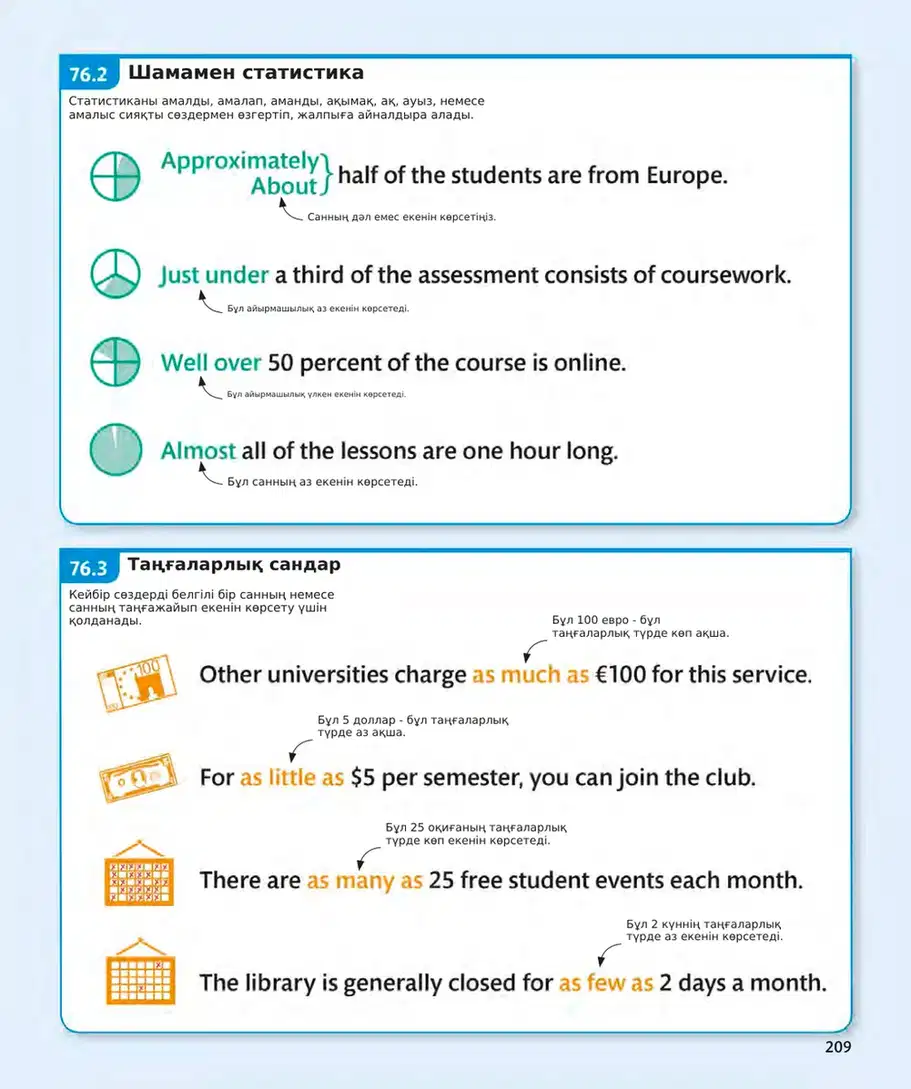 76.2 Шамамен статистика
Статистиканы амалды, амалап, аманды, ақымақ, ақ, ауыз, немесе
амалыс сияқты сөздермен өзгертіп, жалпыға айналдыра алады.
Approximately
About
half of the students are from Europe.
Санның дәл емес екенін көрсетіңіз.
Just under a third of the assessment consists of coursework.
Бұл айырмашылық аз екенін көрсетеді.
Well over 50 percent of the course is online.
Бұл айырмашылық үлкен екенін көрсетеді.
Almost all of the lessons are one hour long.
Бұл санның аз екенін көрсетеді.
76.3 Таңғаларлық сандар
Кейбір сөздерді белгілі бір санның немесе
санның таңғажайып екенін көрсету үшін
қолданады.
Бұл 100 евро - бұл
таңғаларлық түрде көп ақша.
100
Other universities charge as much as €100 for this service.
Бұл 5 доллар - бұл таңғаларлық
түрде аз ақша.
For as little as $5 per semester, you can join the club.
Бұл 25 оқиғаның таңғаларлық
түрде көп екенін көрсетеді.
There are as many as 25 free student events each month.
Бұл 2 күннің таңғаларлық
түрде аз екенін көрсетеді.
The library is generally closed for as few as 2 days a month.
209